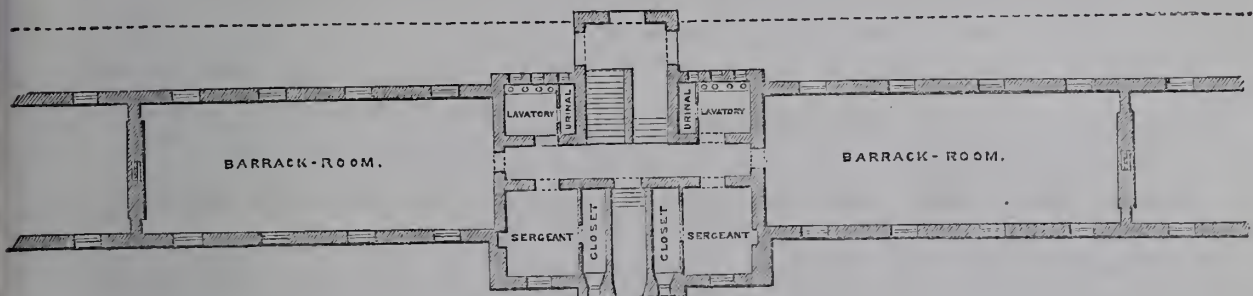 LAVATORY
URINAL
URINAL
LAVATORY
BARRACK-ROOM.
BARRACK-ROOM.
SERGEANT
CLOSET
CLOSET
SERGEANT